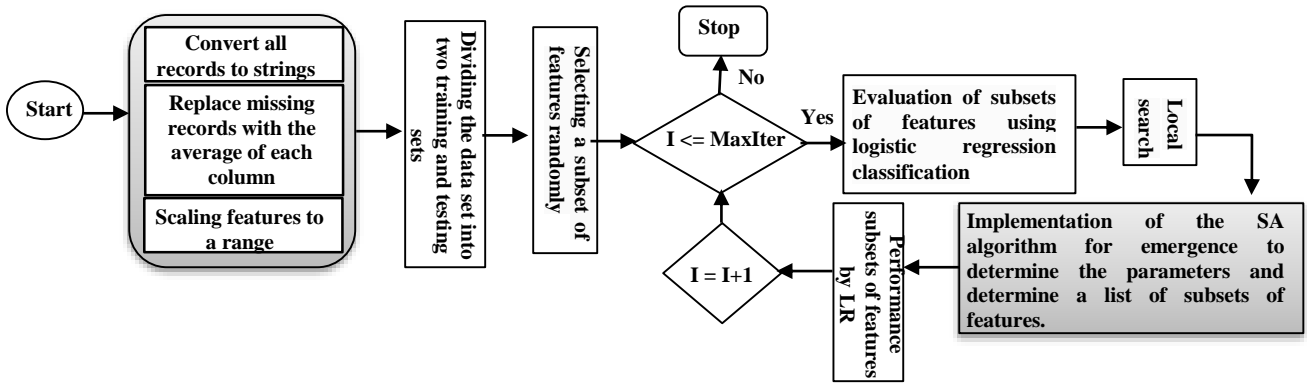 Start
Convert all
records to strings
Replace missing
records with the
average of each
column
Scaling features to
a range
Dividing the data set into
two training and testing
sets
Selecting a subset of
features randomly
Stop
No
I <= MaxIter
Yes
Evaluation of subsets
of features using
logistic regression
classification
Local
search
Implementation of the SA
algorithm for emergence to
determine the parameters and
determine a list of subsets of
features.
Performance
subsets of features
by LR
I = I+1